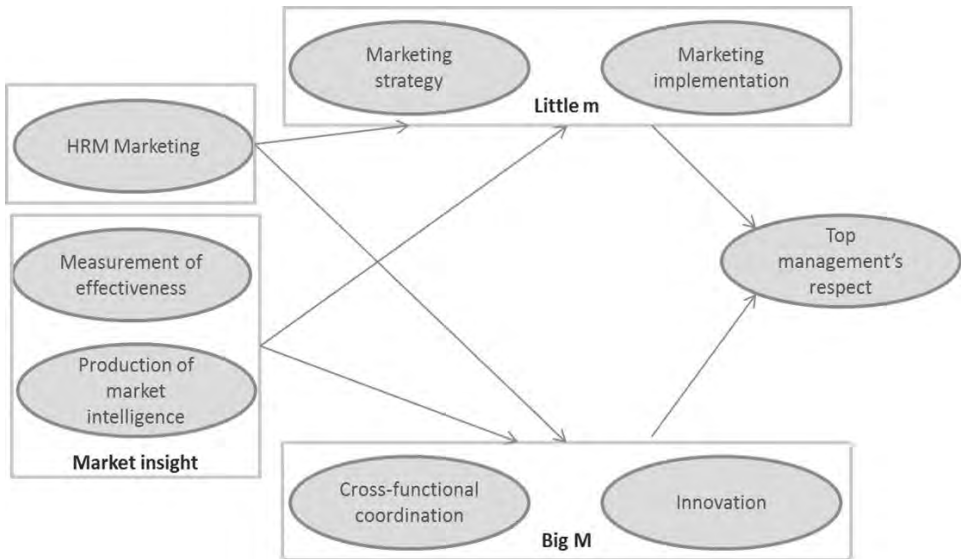 Marketing
strategy
Marketing
implementation
Little m
HRM Marketing
Measurement of
effectiveness
Production of
market
intelligence
Market insight
Top
management’s
respect
Cross-functional
coordination
Innovation
Big M